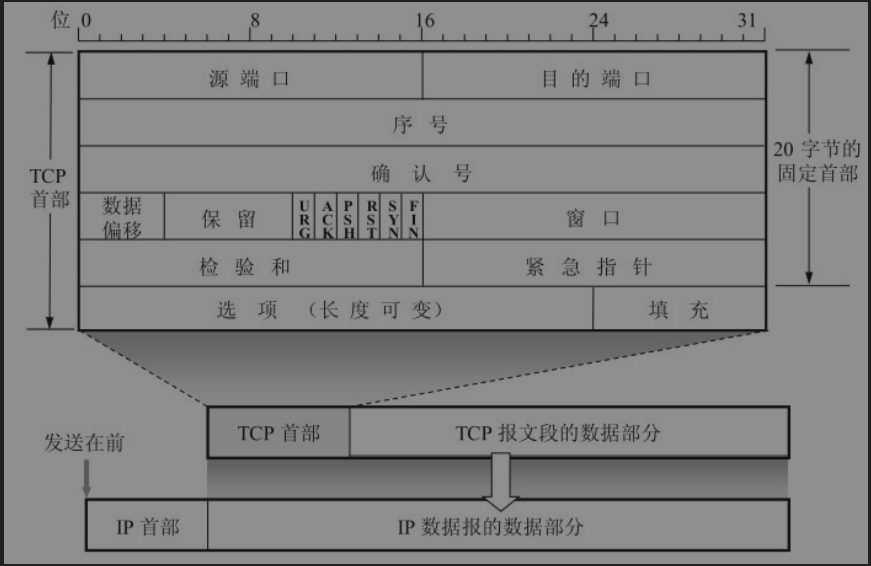 位 0 8 16 24 31
源端口 目的端口
序号
确认号
TCP
首部
20 字节的
固定首部
数据
偏移
保留
URG
ACK
PSH
RST
SYN
FIN
窗口
检验和 紧急指针
选项 (长度可变) 填充
TCP 首部 TCP 报文段的数据部分
发送在前
IP 首部 IP 数据报的数据部分